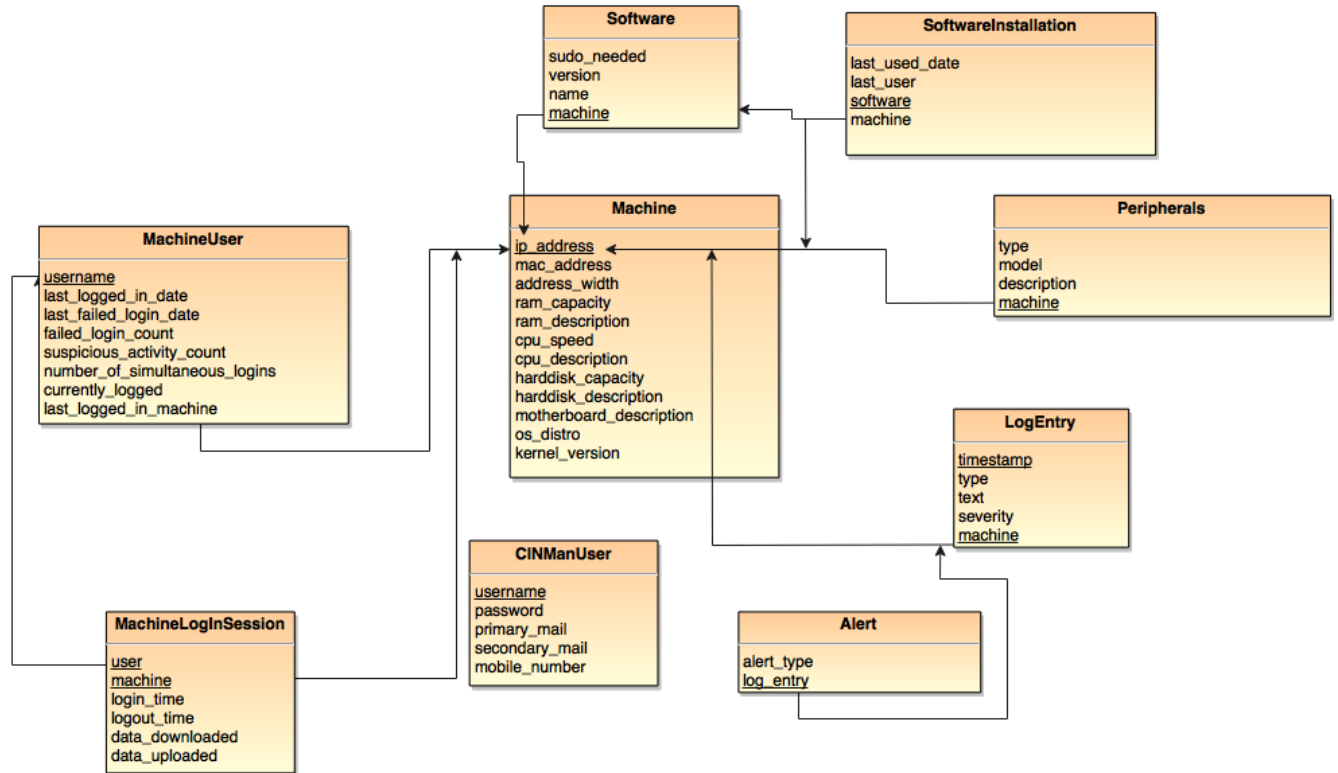 Software
sudo_needed
version
name
machine
SoftwareInstallation
last_used_date
last_user
software
machine
MachineUser
username
last_logged_in_date
last_failed_login_date
failed_login_count
suspicious_activity_count
number_of_simultaneous_logins
currently_logged
last_logged_in_machine
Machine
ip_address
mac_address
address_width
ram_capacity
ram_description
cpu_speed
cpu_description
harddisk_capacity
harddisk_description
motherboard_description
os_distro
kernel_version
Peripherals
type
model
description
machine
LogEntry
timestamp
type
text
severity
machine
CINManUser
username
password
primary_mail
secondary_mail
mobile_number
MachineLogInSession
user
machine
login_time
logout_time
data_downloaded
data_uploaded
Alert
alert_type
log_entry